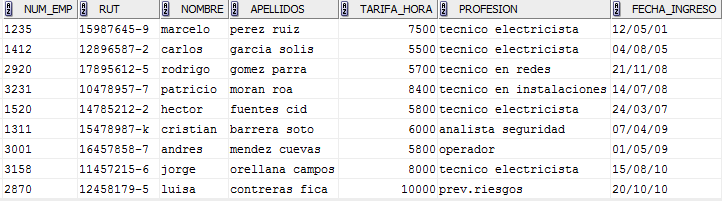 NUM_EMP RUT NOMBRE APELLIDOS TARIFA_HORA PROFESION FECHA_INGRESO
1235 15987645-9 marcelo perez ruiz 7500 tecnico electricista 12/05/01
1412 12896587-2 carlos garcia solis 5500 tecnico electricista 04/08/05
2920 17895612-5 rodrigo gomez parra 5700 tecnico en redes 21/11/08
3231 10478957-7 patricio moran roa 8400 tecnico en instalaciones 14/07/08
1520 14785212-2 hector fuentes cid 5800 tecnico electricista 24/03/07
1311 15478987-k cristian barrera soto 6000 analista seguridad 07/04/09
3001 16457858-7 andres mendez cuevas 5800 operador 01/05/09
3158 11457215-6 jorge orellana campos 8000 tecnico electricista 15/08/10
2870 12458179-5 luisa contreras fica 10000 prev.riesgos 20/10/10